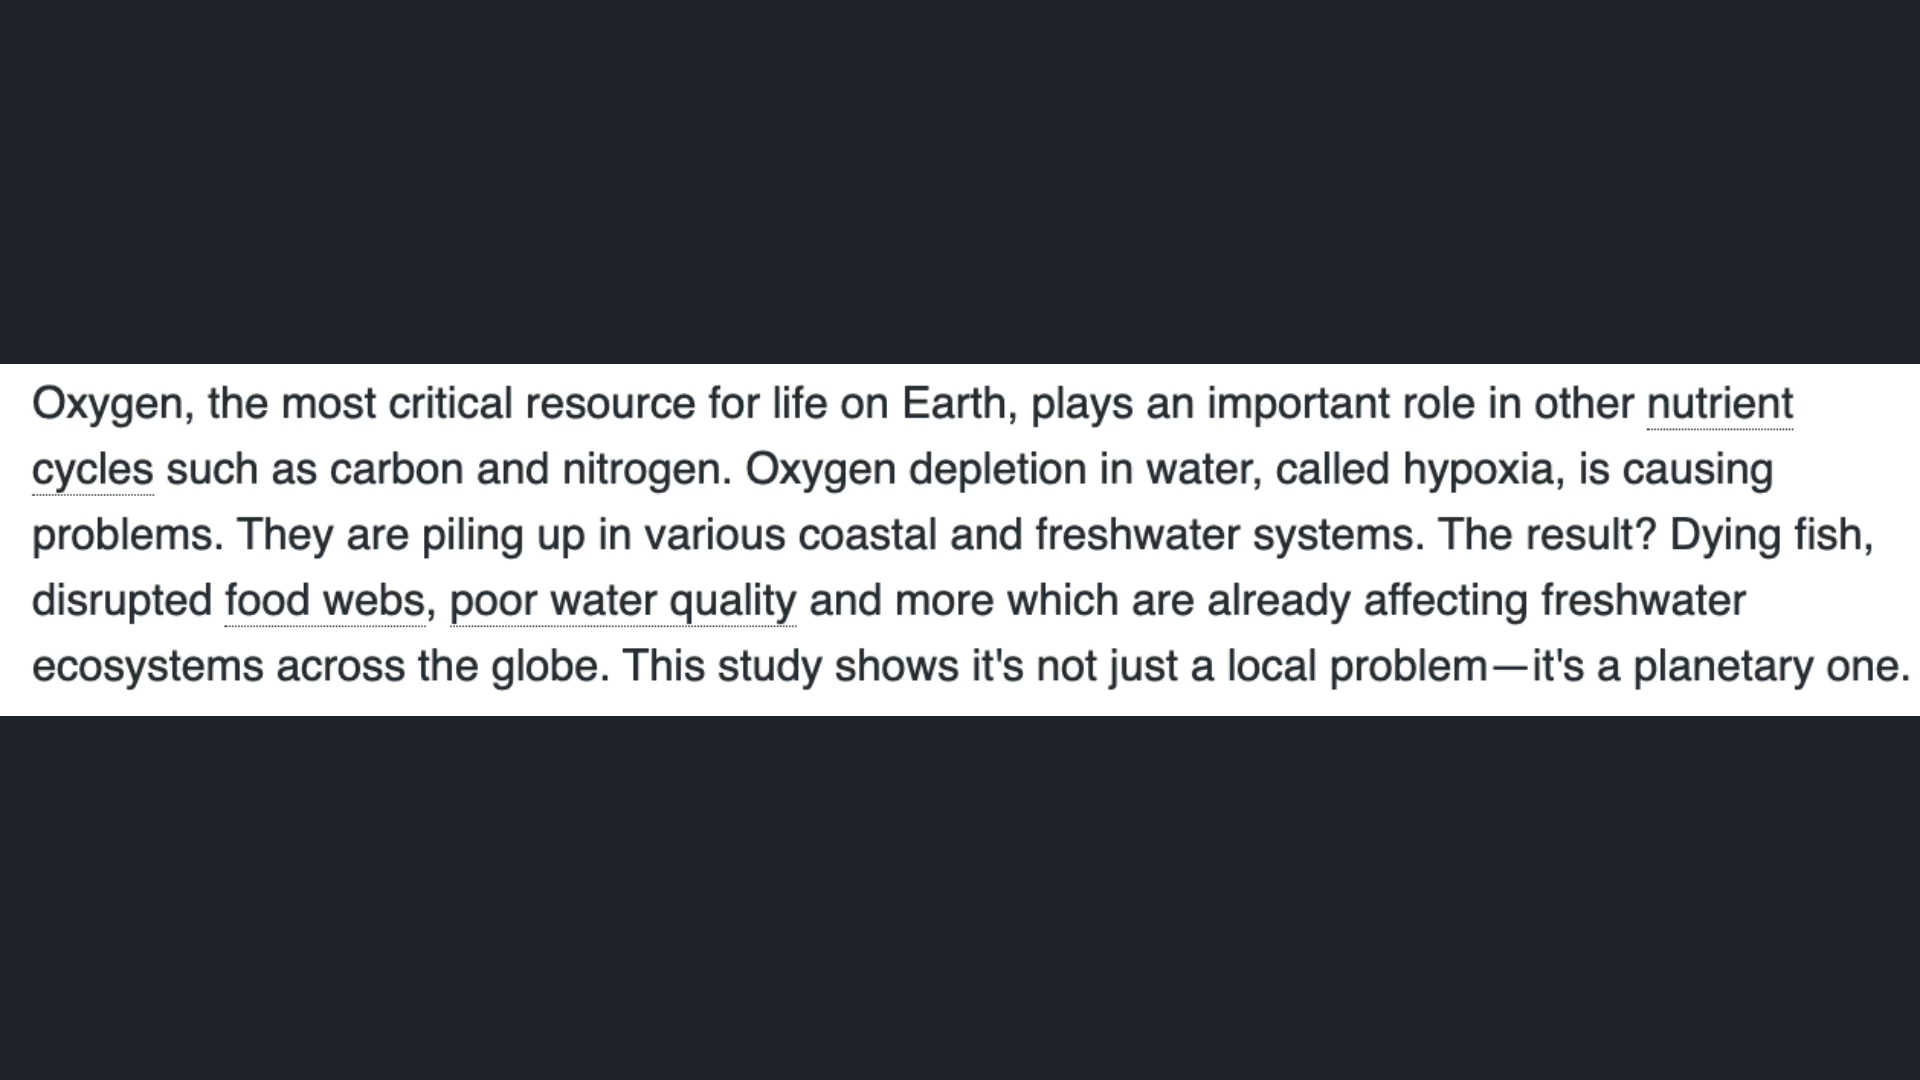 Oxygen, the most critical resource for life on Earth, plays an important role in other nutrient
cycles such as carbon and nitrogen. Oxygen depletion in water, called hypoxia, is causing
problems. They are piling up in various coastal and freshwater systems. The result? Dying fish,
disrupted food webs, poor water quality and more which are already affecting freshwater
ecosystems across the globe. This study shows it's not just a local problem—it's a planetary one.